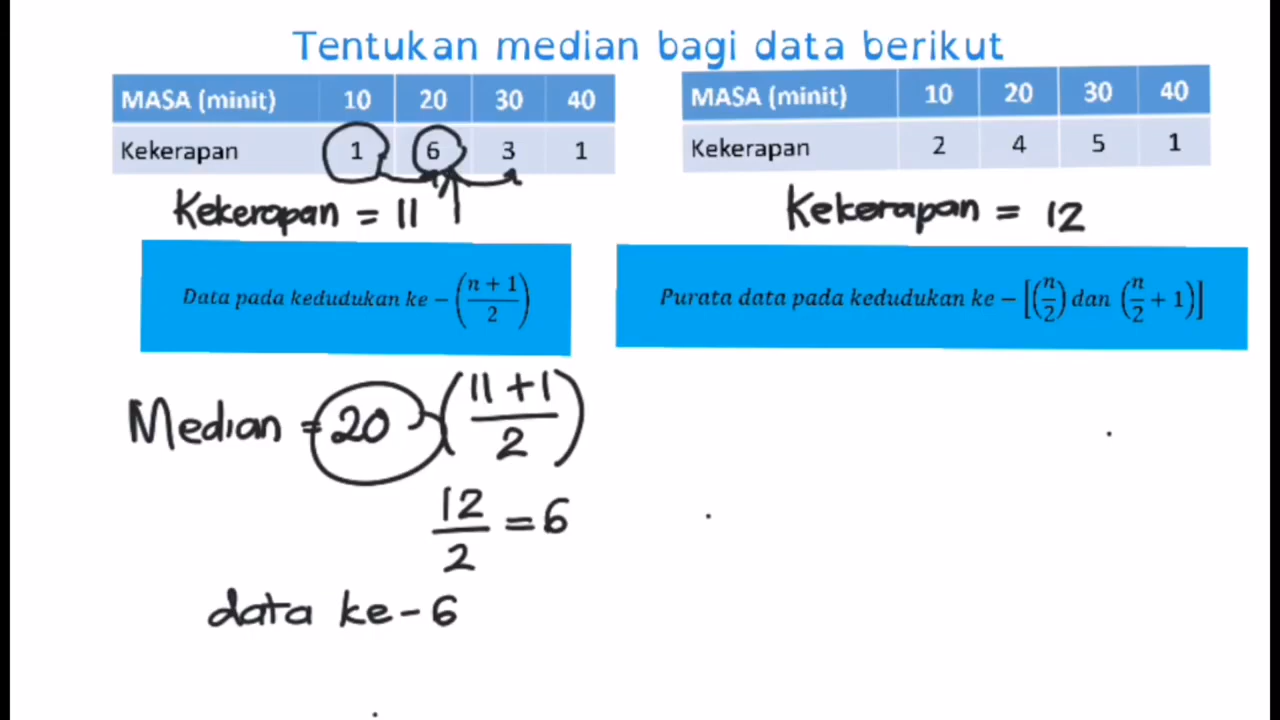 Tentukan median bagi data berikut
MASA (minit) 10 20 30 40
Kekerapan 1 6 3 1
Kekerapan = 11
Data pada kedudukan ke - (n + 1 / 2)
Median = 20 (11 + 1 / 2)
12 / 2 = 6
data ke - 6
MASA (minit) 10 20 30 40
Kekerapan 2 4 5 1
Kekerapan = 12
Purata data pada kedudukan ke - [(n / 2) dan (n / 2 + 1)]